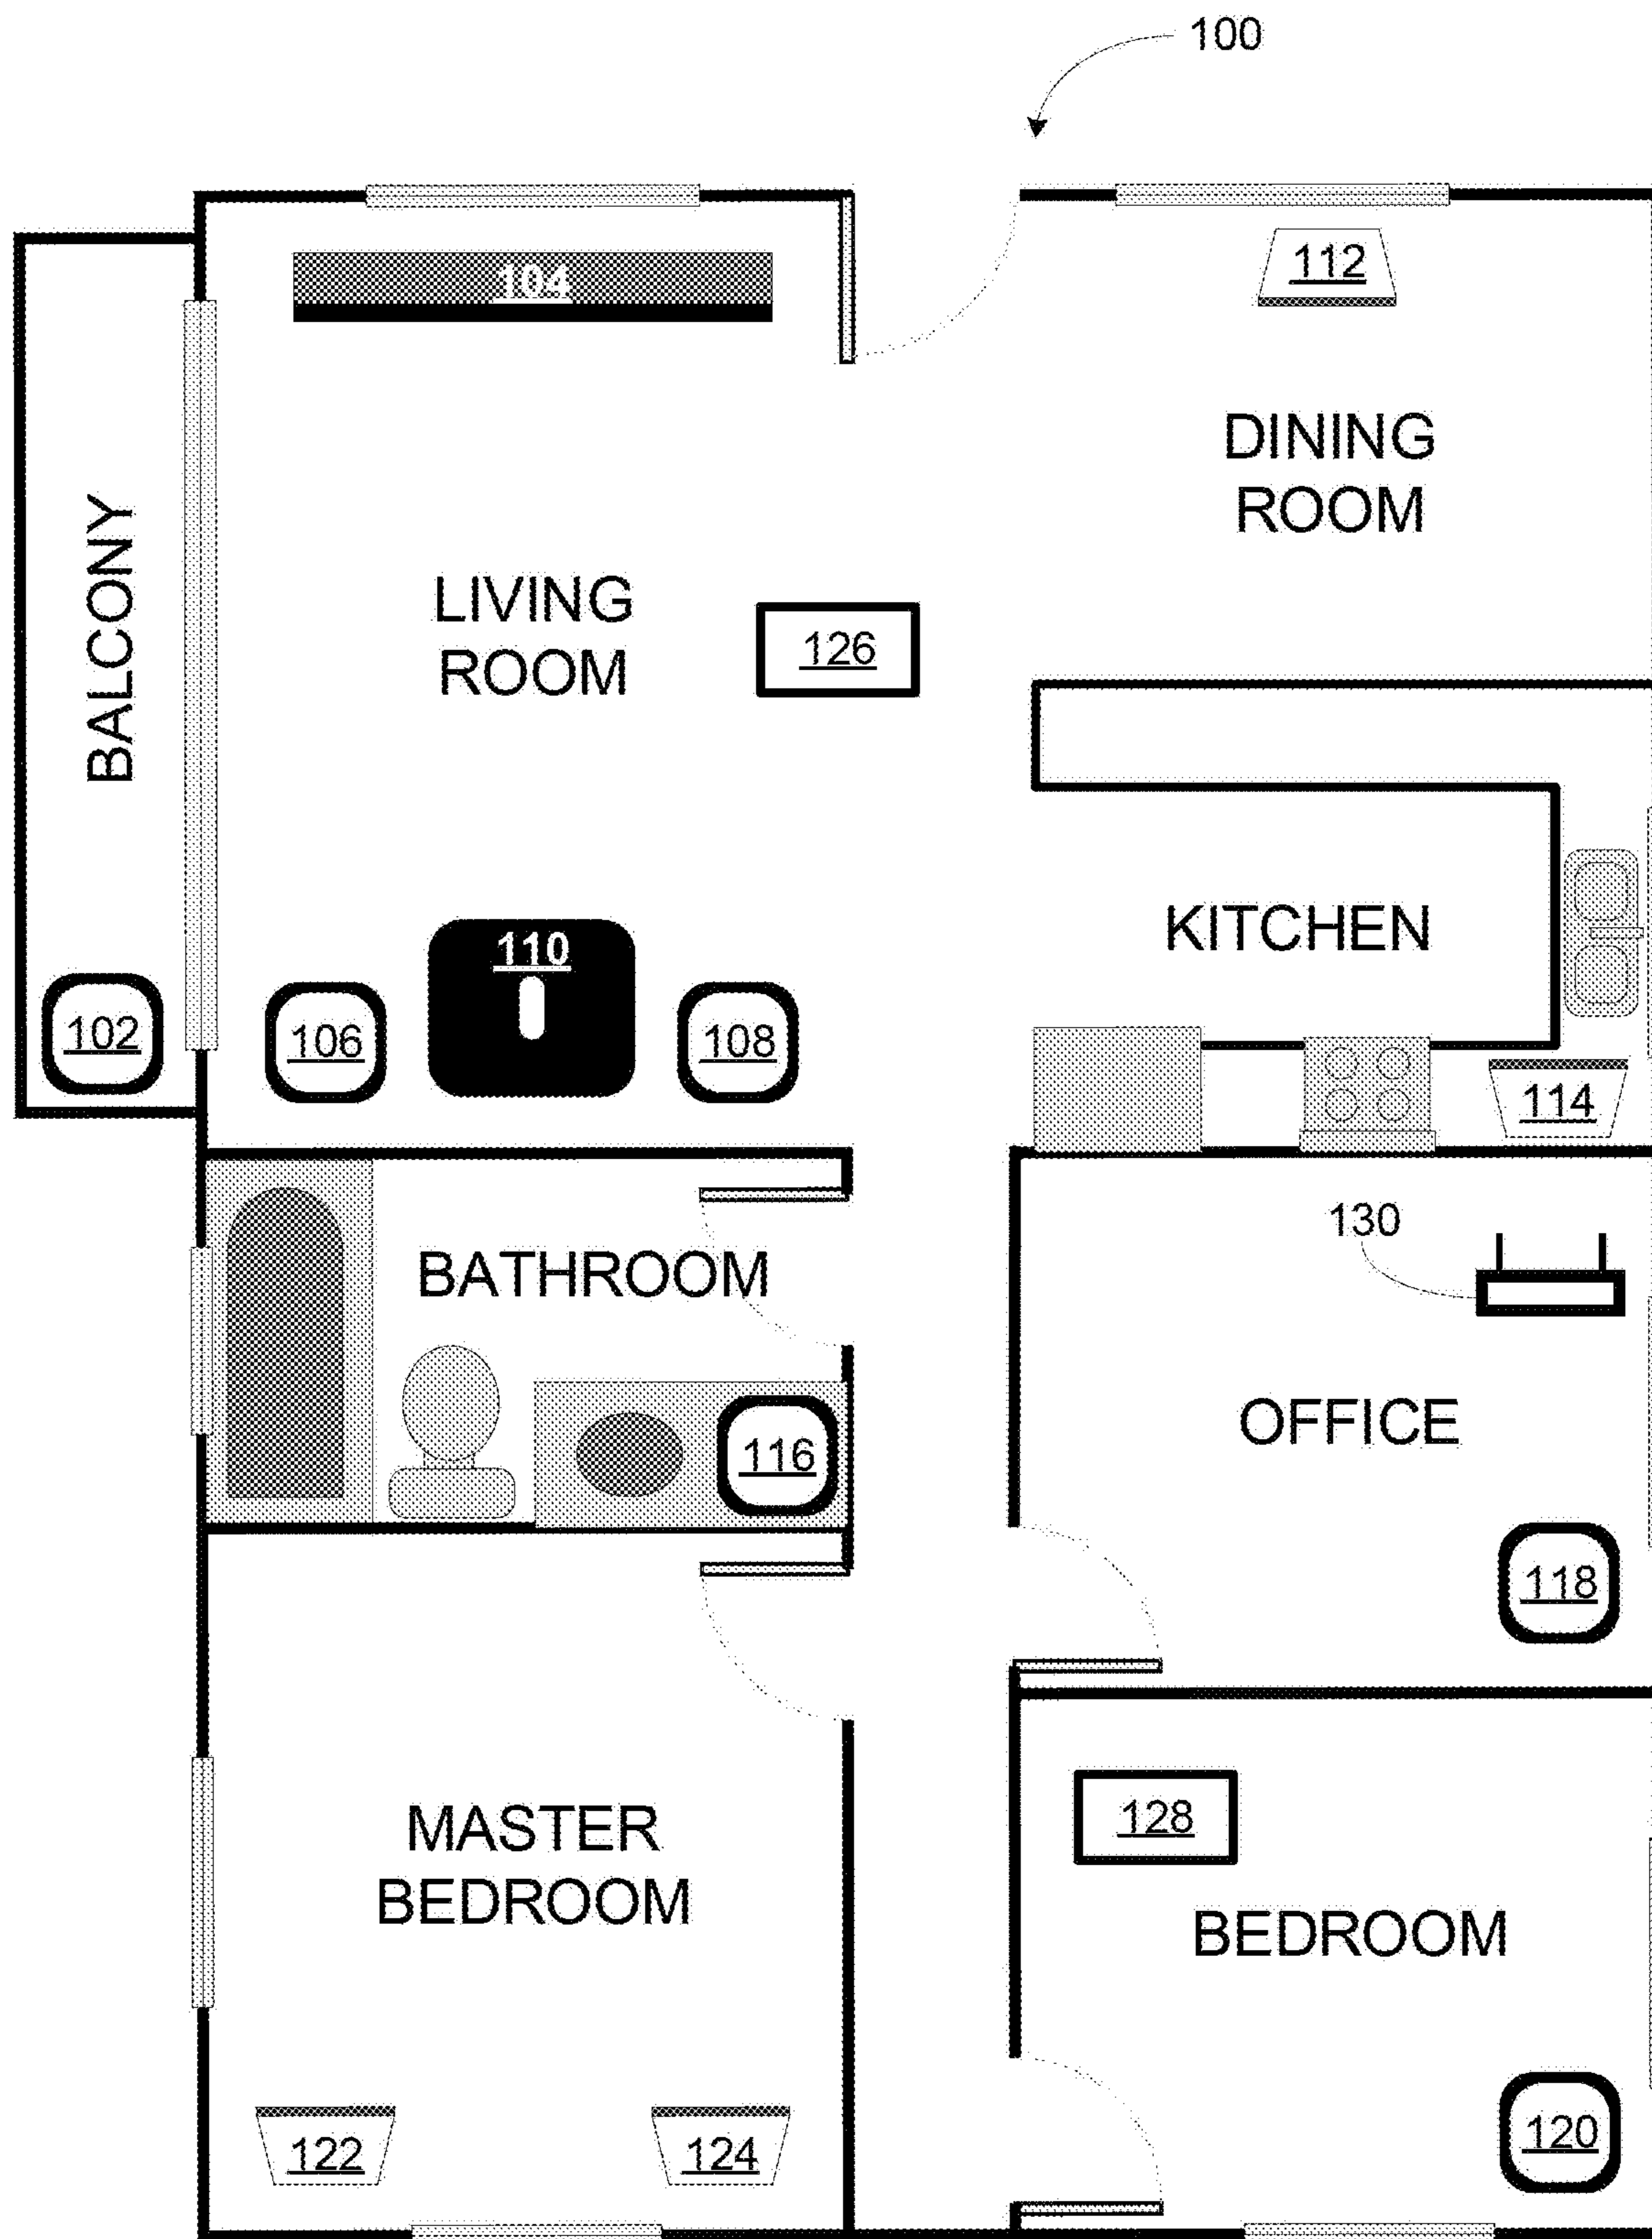 100
104
112
DINING
ROOM
BALCONY
LIVING
ROOM
126
110
KITCHEN
102
106
108
114
130
BATHROOM
OFFICE
116
118
128
MASTER
BEDROOM
BEDROOM
122
124
120